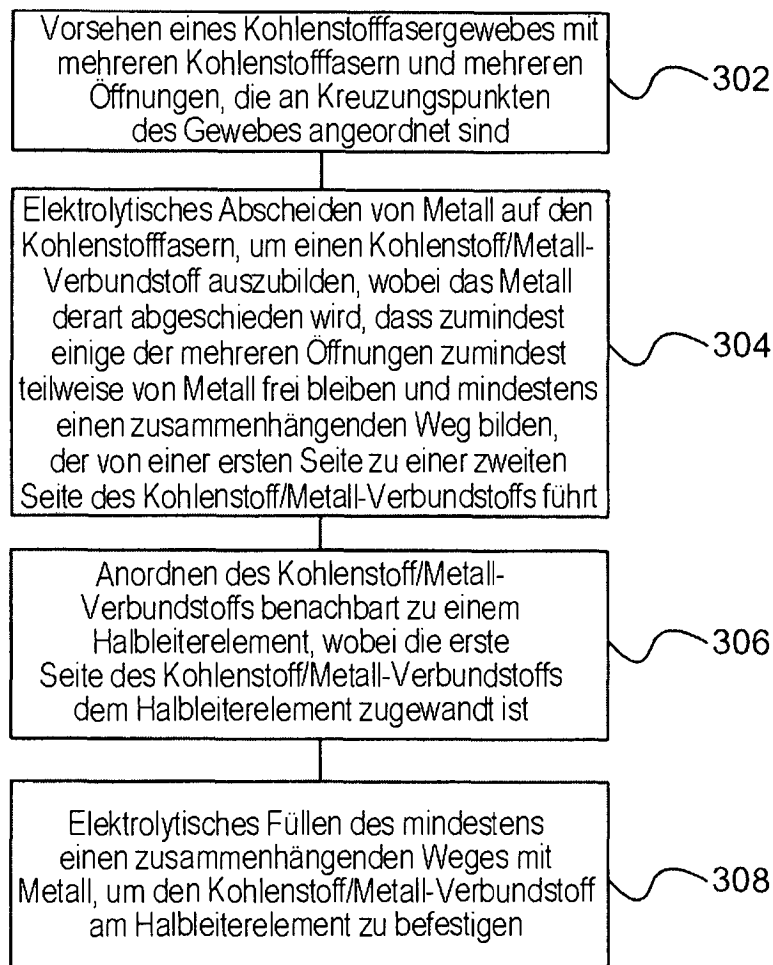 Vorsehen eines Kohlenstofffasergewebes mit
mehreren Kohlenstofffasern und mehreren
Öffnungen, die an Kreuzungspunkten
des Gewebes angeordnet sind
302
Elektrolytisches Abscheiden von Metall auf den
Kohlenstofffasern, um einen Kohlenstoff/Metall-
Verbundstoff auszubilden, wobei das Metall
derart abgeschieden wird, dass zumindest
einige der mehreren Öffnungen zumindest
teilweise von Metall frei bleiben und mindestens
einen zusammenhängenden Weg bilden,
der von einer ersten Seite zu einer zweiten
Seite des Kohlenstoff/Metall-Verbundstoffs führt
304
Anordnen des Kohlenstoff/Metall-
Verbundstoffs benachbart zu einem
Halbleiterelement, wobei die erste
Seite des Kohlenstoff/Metall-Verbundstoffs
dem Halbleiterelement zugewandt ist
306
Elektrolytisches Füllen des mindestens
einen zusammenhängenden Weges mit
Metall, um den Kohlenstoff/Metall-Verbundstoff
am Halbleiterelement zu befestigen
308